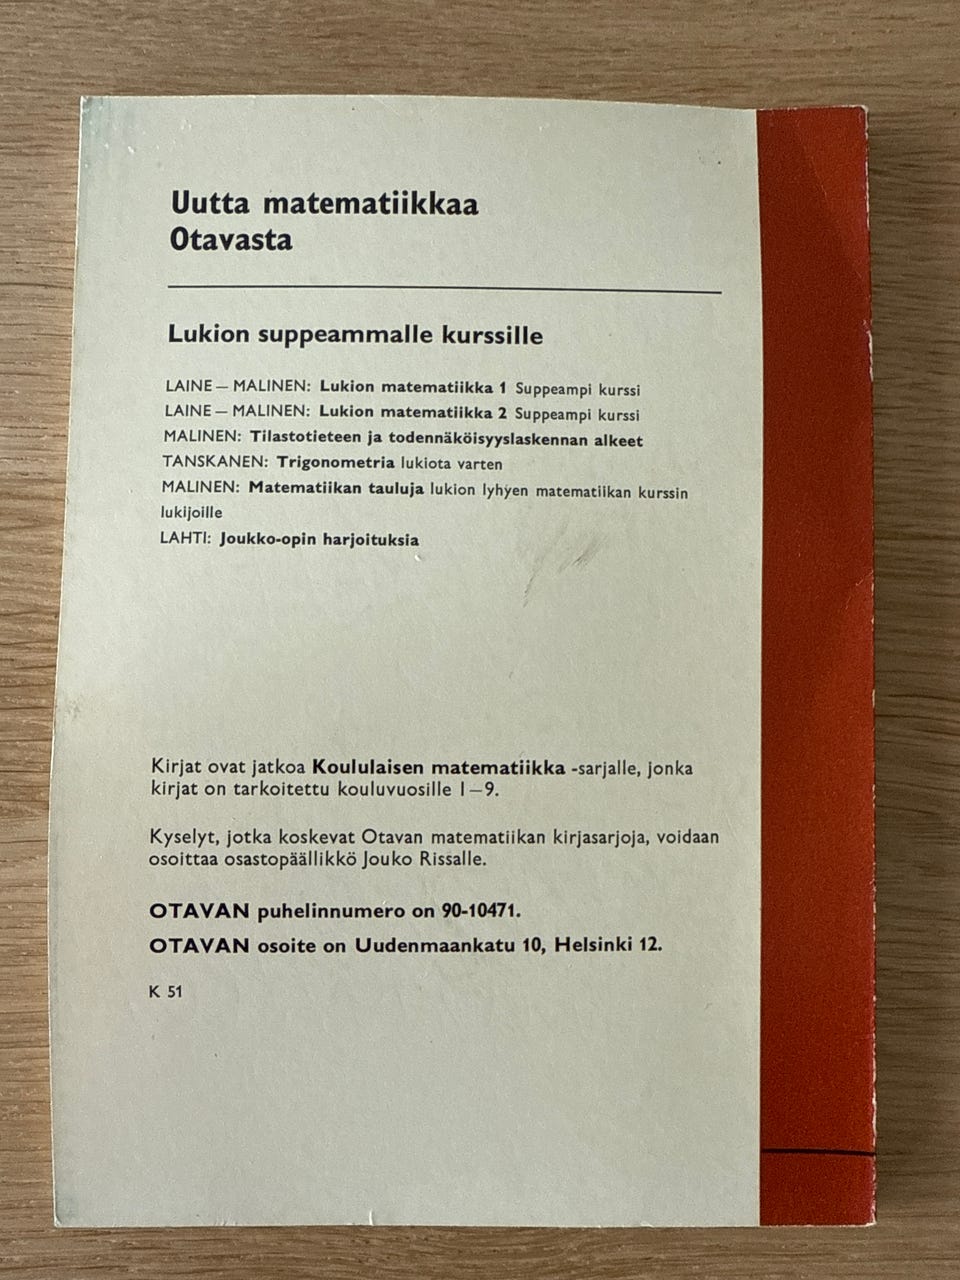 Uutta matematiikkaa
Otavasta
Lukion suppeammalle kurssille
LAINE – MALINEN: Lukion matematiikka 1 Suppeampi kurssi
LAINE – MALINEN: Lukion matematiikka 2 Suppeampi kurssi
MALINEN: Tilastotieteen ja todennäköisyyslaskennan alkeet
TANSKANEN: Trigonometria lukiota varten
MALINEN: Matematiikan tauluja lukion lyhyen matematiikan kurssin
lukijoille
LAHTI: Joukko-opin harjoituksia
Kirjat ovat jatkoa Koululaisen matematiikka -sarjalle, jonka
kirjat on tarkoitettu kouluvuosille 1–9.
Kyselyt, jotka koskevat Otavan matematiikan kirjasarjoja, voidaan
osoittaa osastopäällikkö Jouko Rissalle.
OTAVAN puhelinnumero on 90-10471.
OTAVAN osoite on Uudenmaankatu 10, Helsinki 12.
K 51